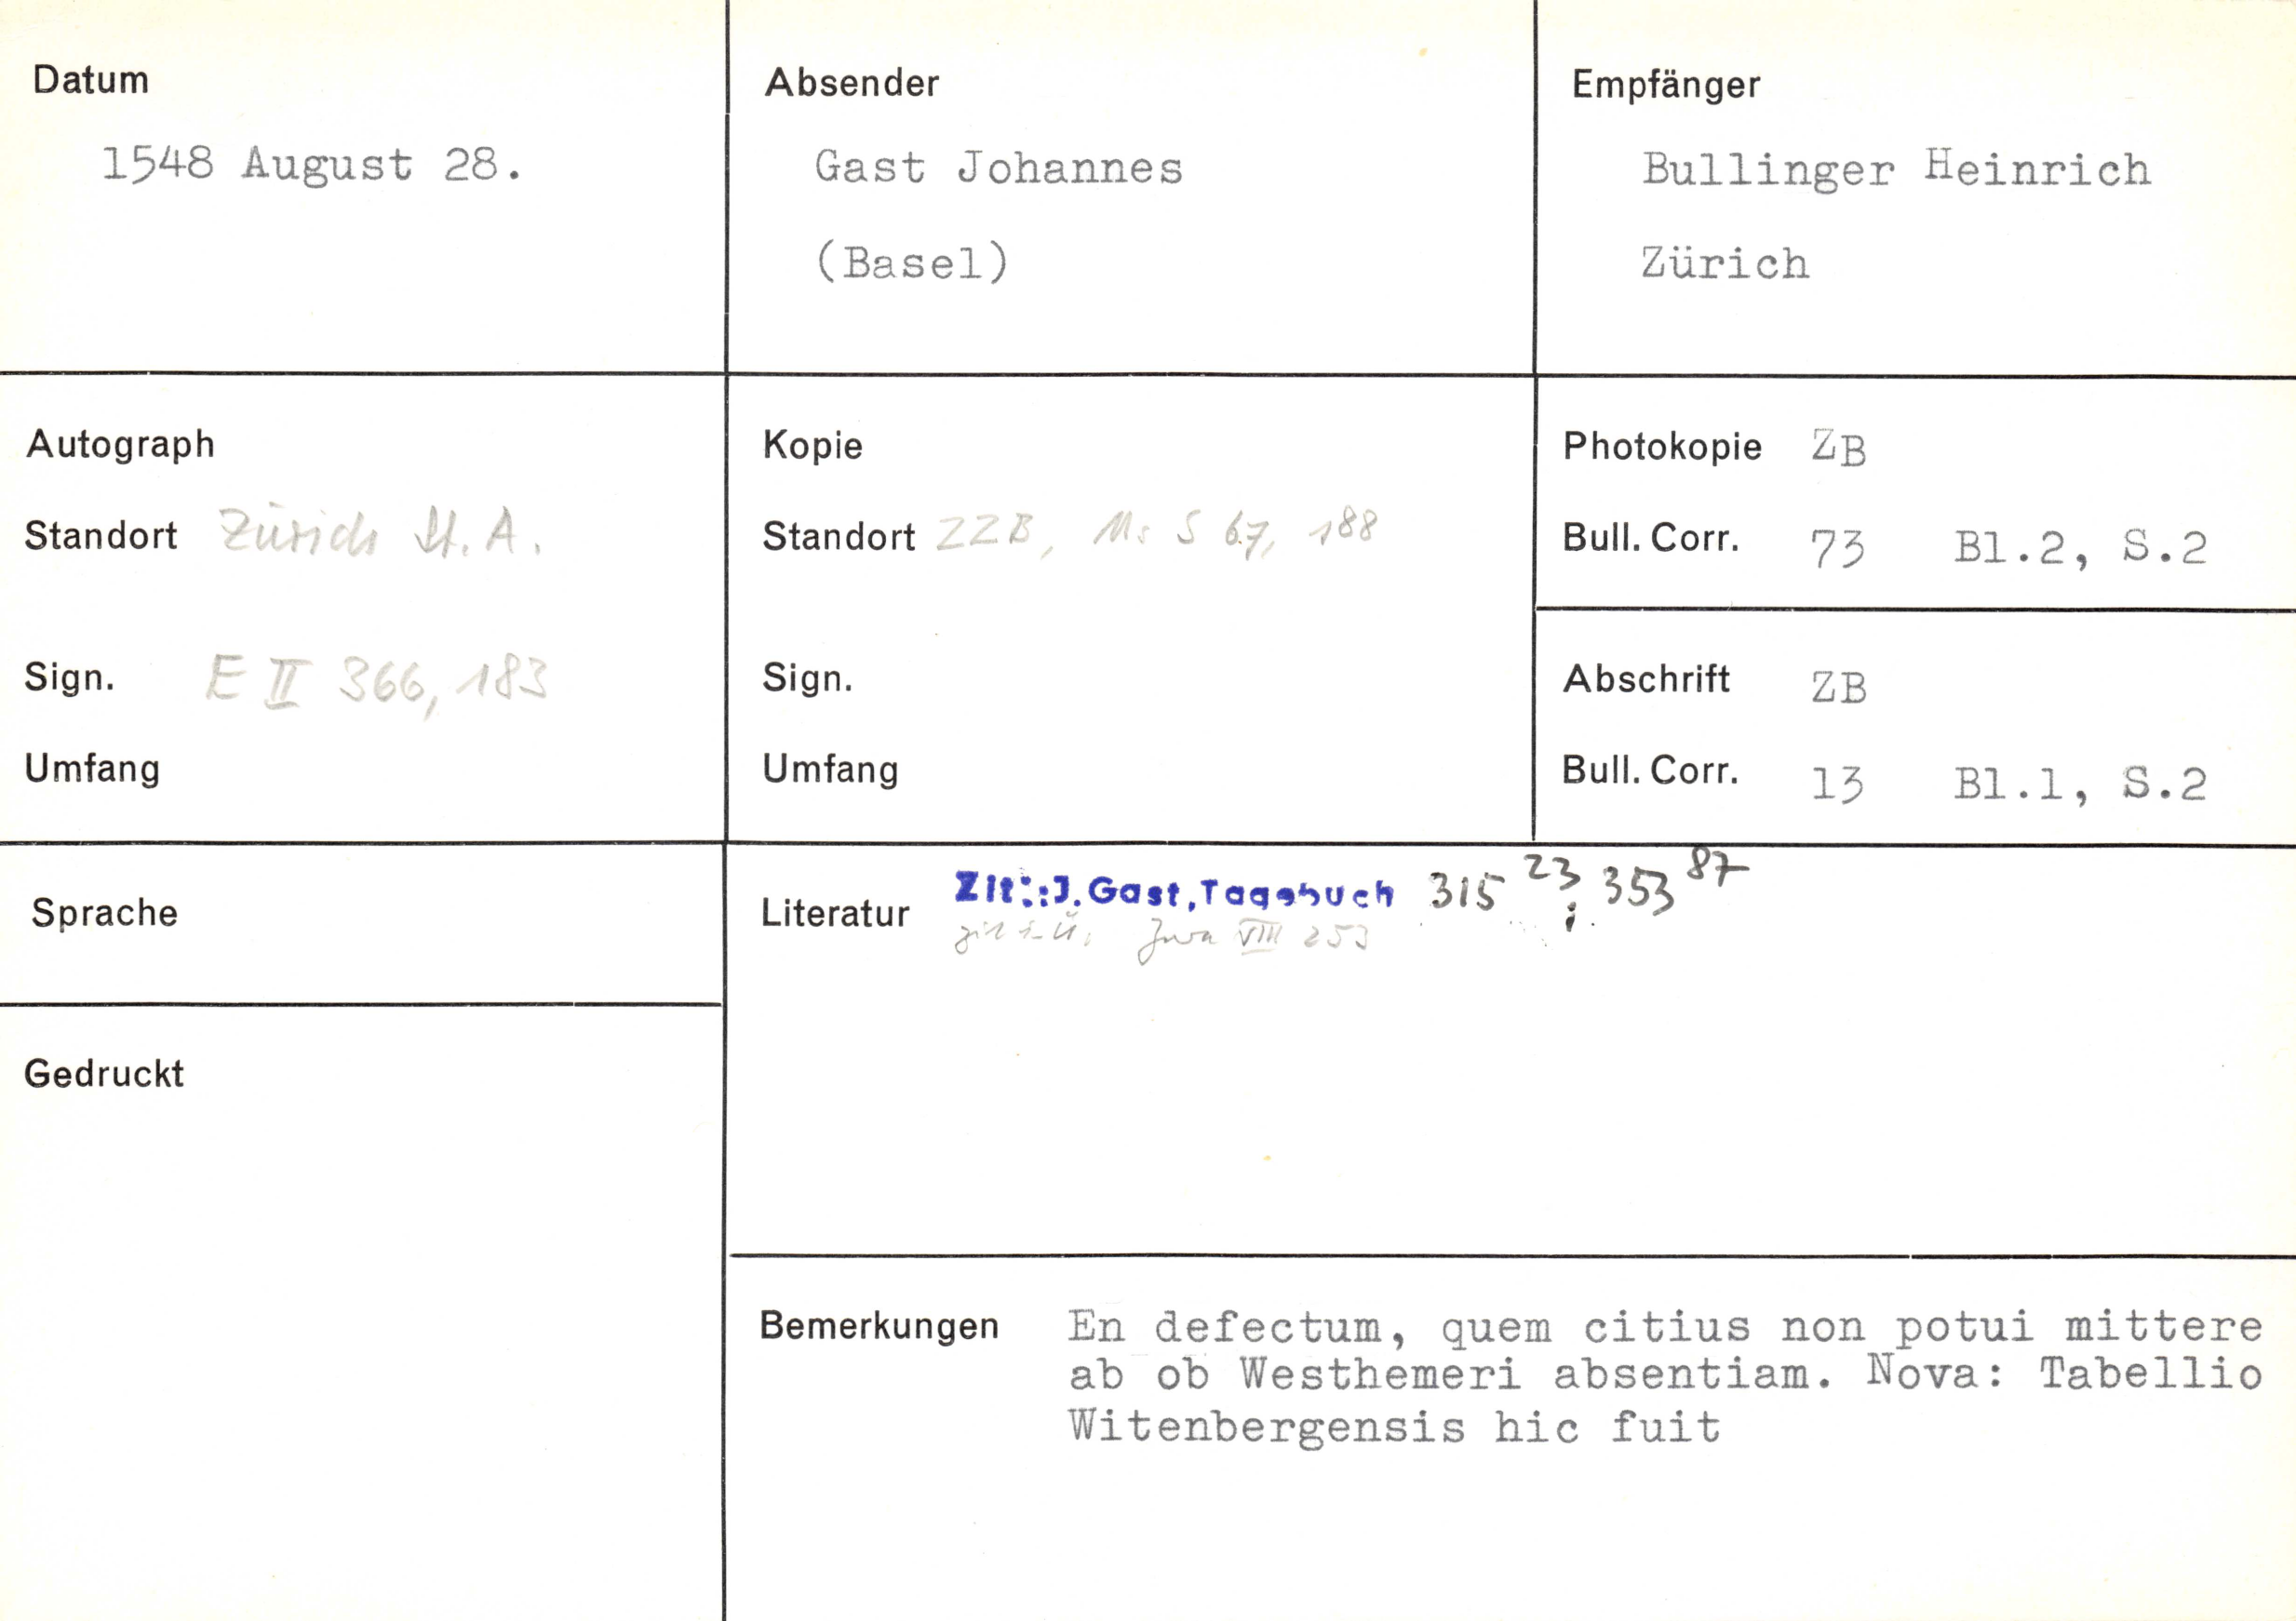 Datum
1548 August 28.
Absender
Gast Johannes
(Basel)
Empfänger
Bullinger Heinrich
Zürich
Autograph
Standort Zürich St. A.
Sign. E II 366, 183
Umfang
Kopie
Standort ZZB, Ms S 67, 188
Sign.
Umfang
Photokopie ZB
Bull. Corr. 73 Bl.2, S.2
Abschrift ZB
Bull. Corr. 13 Bl.1, S.2
Sprache
Gedruckt
Literatur Zit.: J. Gast, Tagebuch 315 23; 353 87
VIII 253
Bemerkungen En defectum, quem citius non potui mittere
ab ob Westhemeri absentiam. Nova: Tabellio
Witenbergensis hic fuit